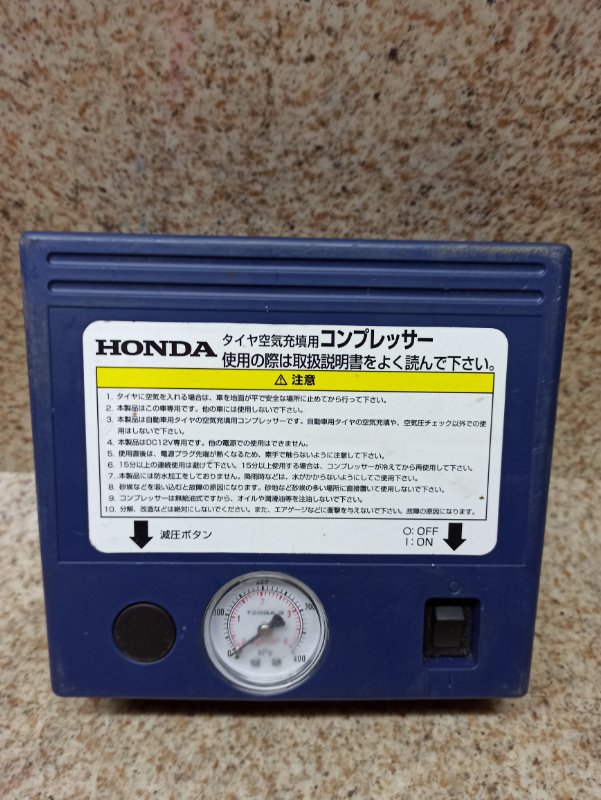 HONDA タイヤ空気充填用コンプレッサー
使用の際は取扱説明書をよく読んで下さい。
⚠ 注意
1. タイヤに空気を入れる場合は、車を地面が平で安全な場所に止めてから行って下さい。
2. 本製品はこの車専用です。他の車には使用しないで下さい。
3. 本製品は自動車用タイヤの空気充填用コンプレッサーです。自動車用タイヤの空気充填や、空気圧チェック以外での使
用はしないで下さい。
4. 本製品はDC12V専用です。他の電源での使用はできません。
5. 使用直後は、電源プラグ先端が熱くなるため、素手で触らないように注意して下さい。
6. 15分以上の連続使用は避けて下さい。15分以上使用する場合は、コンプレッサーが冷えてから再使用して下さい。
7. 本製品には防水加工をしておりません。降雨時などは、水がかからないようにしてご使用下さい。
8. 砂埃などを吸い込むと故障の原因になります。砂地など砂埃の多い場所に直接置いて使用しないで下さい。
9. コンプレッサーは無給油式ですから、オイルや潤滑油等を注油しないで下さい。
10. 分解、改造などは絶対にしないでください。また、エアゲージなどに衝撃を与えないで下さい。故障の原因になります。
減圧ボタン
O: OFF
I: ON
100 200 300
1 2 3
0 400
kPa